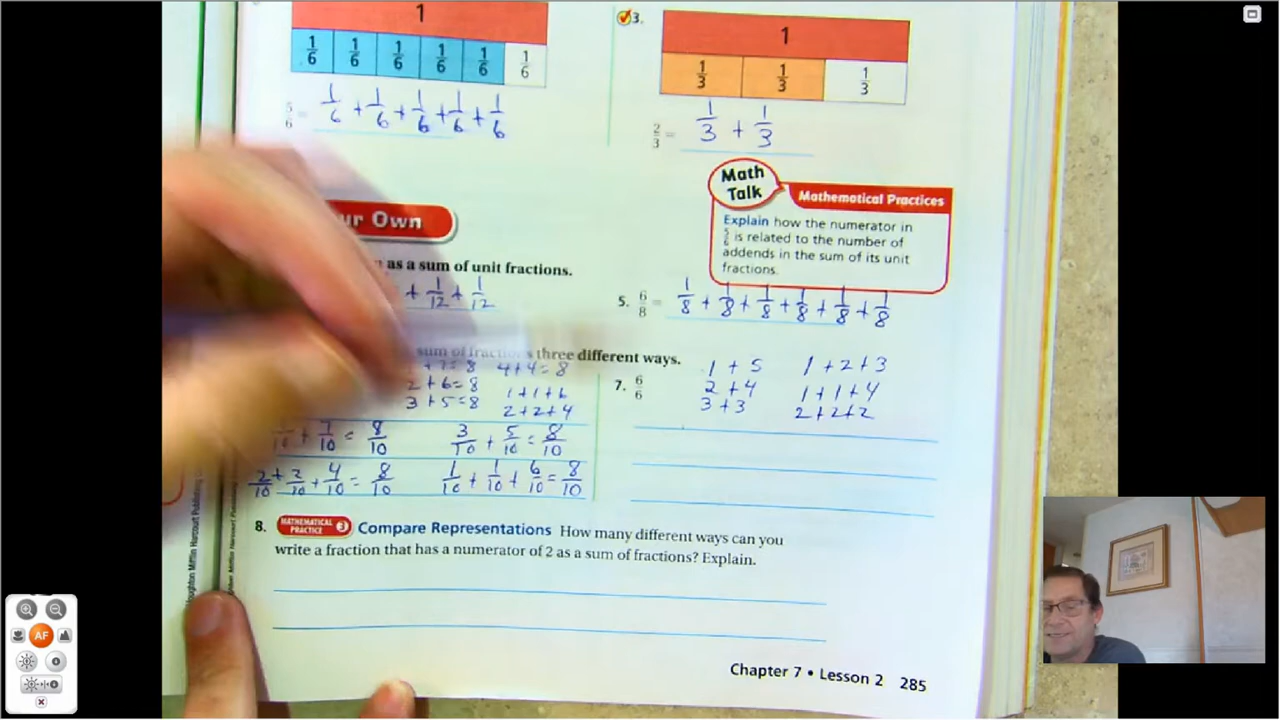 1
1/6 1/6 1/6 1/6 1/6 1/6
5/6 = 1/6 + 1/6 + 1/6 + 1/6 + 1/6
3.
1
1/3 1/3 1/3
2/3 = 1/3 + 1/3
Math Talk
Mathematical Practices
Explain how the numerator in
5/6 is related to the number of
addends in the sum of its unit
fractions.
ur Own
as a sum of unit fractions.
+ 1/12 + 1/12
5. 6/8 = 1/8 + 1/8 + 1/8 + 1/8 + 1/8 + 1/8
sum of fractions three different ways.
+ 7 = 8 4 + 4 = 8
2 + 6 = 8 1 + 1 + 6
3 + 5 = 8 2 + 2 + 4
+ 7/10 = 8/10 3/10 + 5/10 = 8/10
2/10 + 2/10 + 4/10 = 8/10 1/10 + 1/10 + 6/10 = 8/10
7. 6/6
1 + 5 1 + 2 + 3
2 + 4 1 + 1 + 4
3 + 3 2 + 2 + 2
8. MATHEMATICAL PRACTICE 3 Compare Representations How many different ways can you
write a fraction that has a numerator of 2 as a sum of fractions? Explain.
Chapter 7 • Lesson 2 285
Houghton Mifflin Harcourt Publishing
AF